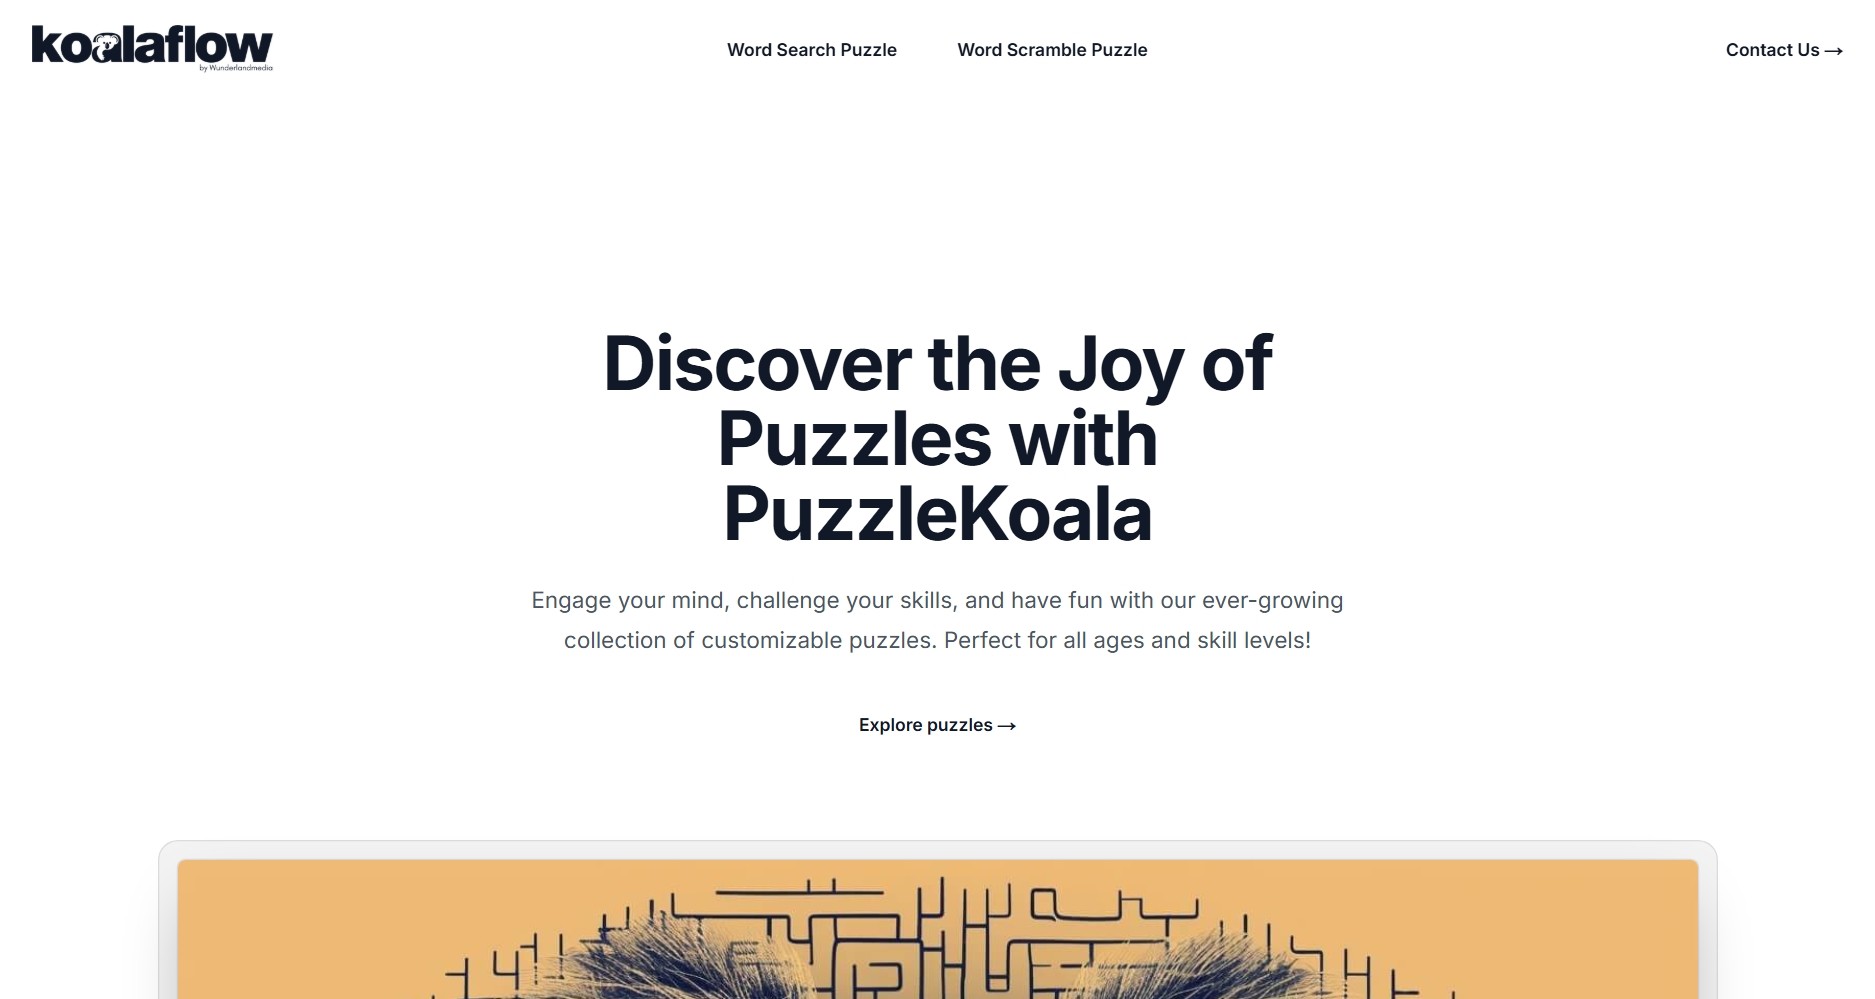 koalaflow
by Wunderlandmedia
Word Search Puzzle
Word Scramble Puzzle
Contact Us →
Discover the Joy of
Puzzles with
PuzzleKoala
Engage your mind, challenge your skills, and have fun with our ever-growing
collection of customizable puzzles. Perfect for all ages and skill levels!
Explore puzzles →